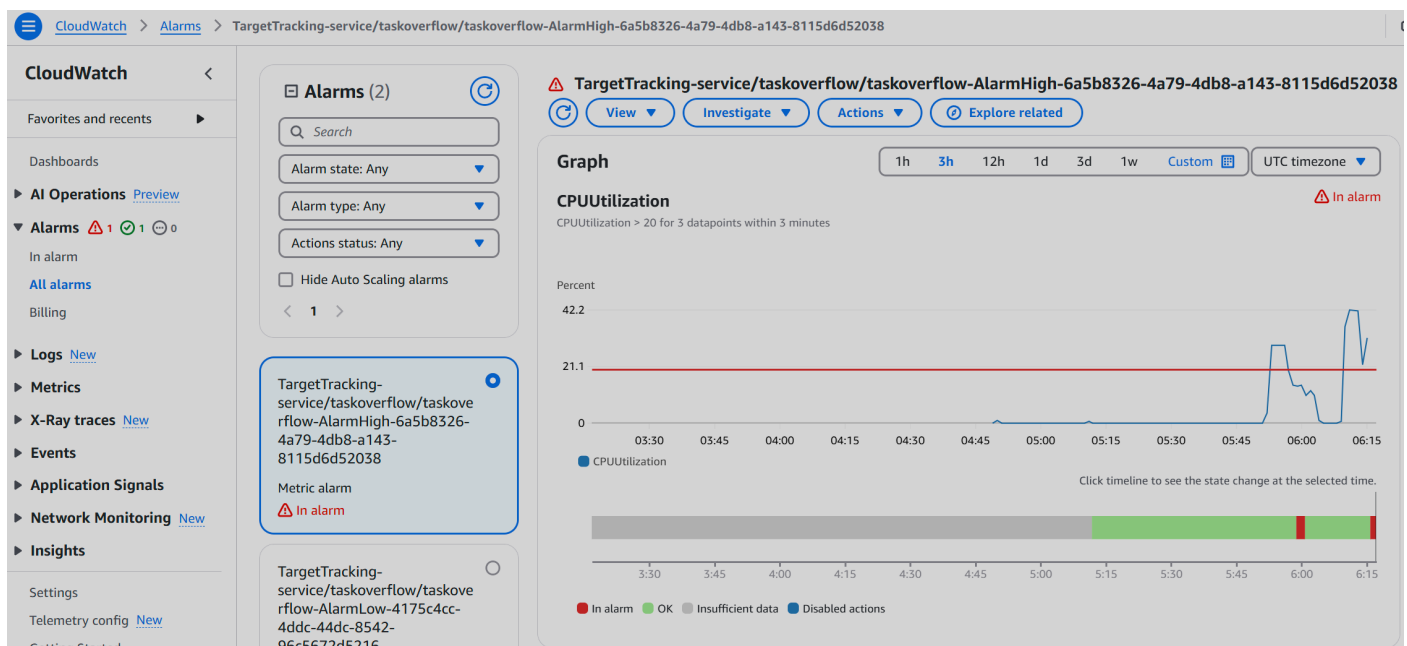 CloudWatch > Alarms > TargetTracking-service/taskoverflow/taskoverflow-AlarmHigh-6a5b8326-4a79-4db8-a143-8115d6d52038
CloudWatch
Favorites and recents
Dashboards
AI Operations Preview
Alarms 1 1 0
In alarm
All alarms
Billing
Logs New
Metrics
X-Ray traces New
Events
Application Signals
Network Monitoring New
Insights
Settings
Telemetry config New
Alarms (2)
Search
Alarm state: Any
Alarm type: Any
Actions status: Any
Hide Auto Scaling alarms
1
TargetTracking-
service/taskoverflow/taskove
rflow-AlarmHigh-6a5b8326-
4a79-4db8-a143-
8115d6d52038
Metric alarm
In alarm
TargetTracking-
service/taskoverflow/taskove
rflow-AlarmLow-4175c4cc-
4ddc-44dc-8542-
96c5672d5216
TargetTracking-service/taskoverflow/taskoverflow-AlarmHigh-6a5b8326-4a79-4db8-a143-8115d6d52038
View Investigate Actions Explore related
Graph 1h 3h 12h 1d 3d 1w Custom UTC timezone
CPUUtilization In alarm
CPUUtilization > 20 for 3 datapoints within 3 minutes
Percent
42.2
21.1
0
03:30 03:45 04:00 04:15 04:30 04:45 05:00 05:15 05:30 05:45 06:00 06:15
CPUUtilization
Click timeline to see the state change at the selected time.
3:30 3:45 4:00 4:15 4:30 4:45 5:00 5:15 5:30 5:45 6:00 6:15
In alarm OK Insufficient data Disabled actions